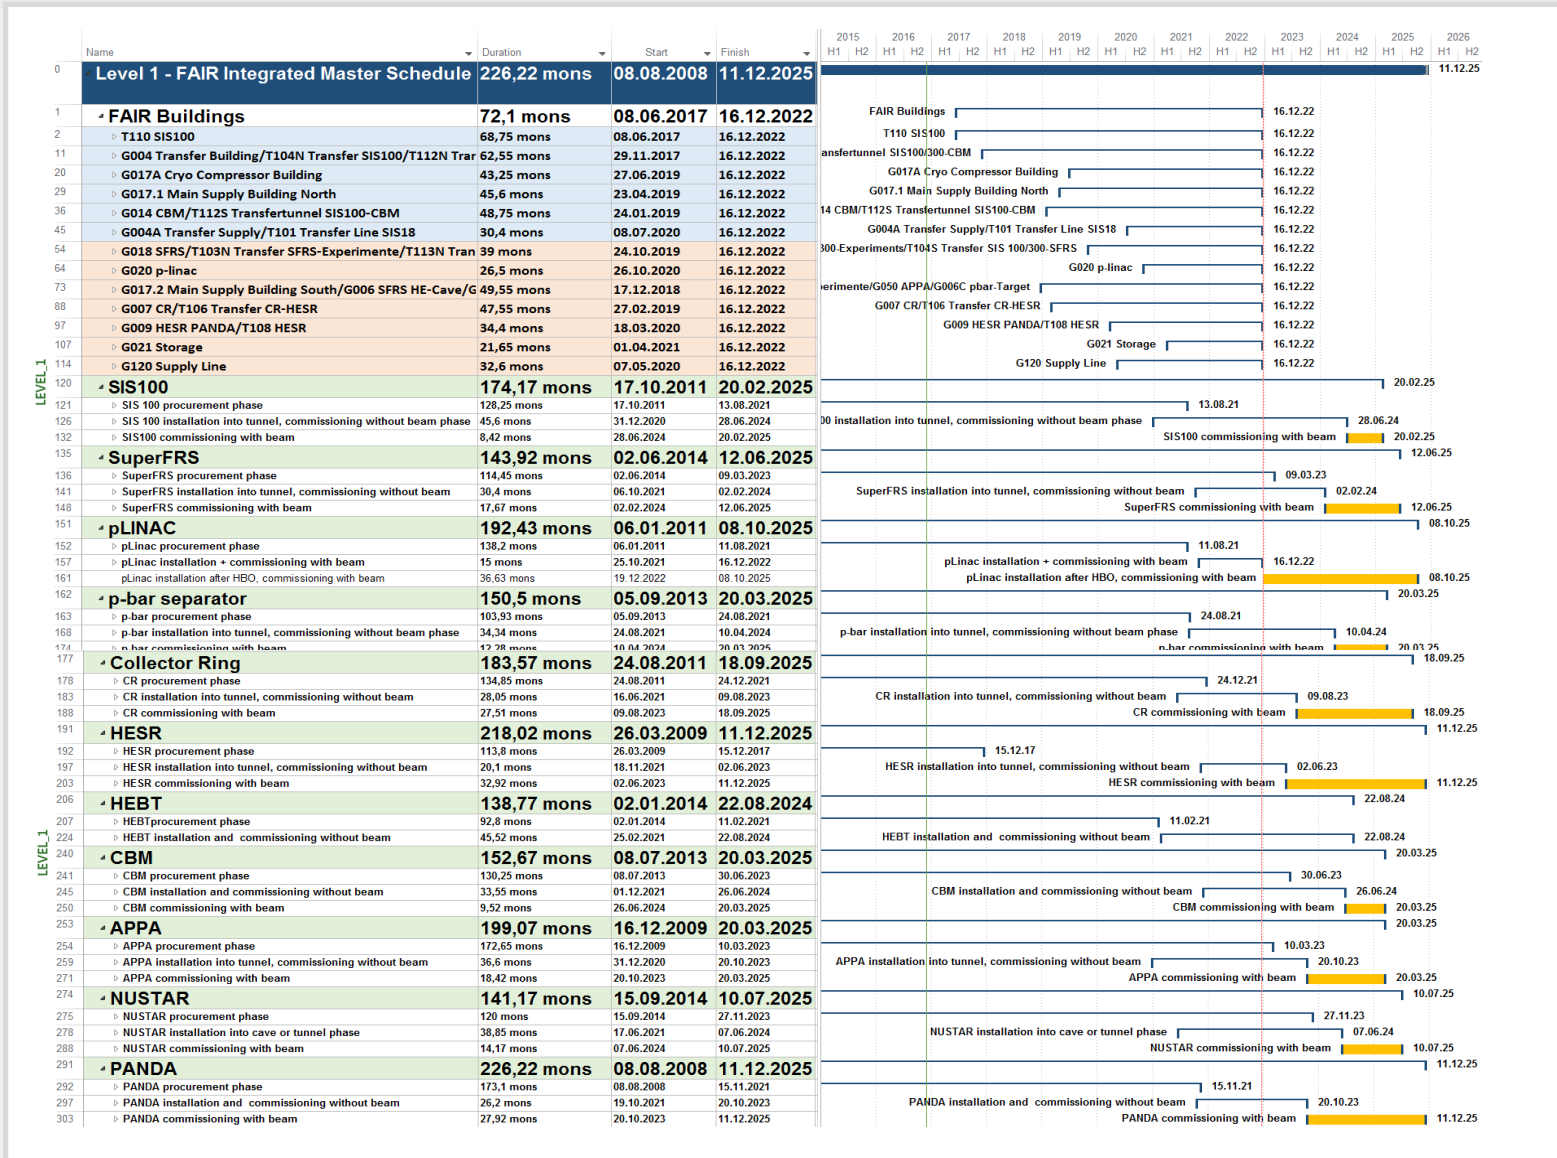 2015 2016 2017 2018 2019 2020 2021 2022 2023 2024 2025 2026
Name Duration Start Finish H1 H2 H1 H2 H1 H2 H1 H2 H1 H2 H1 H2 H1 H2 H1 H2 H1 H2 H1 H2 H1 H2 H1 H2
0 Level 1 - FAIR Integrated Master Schedule 226,22 mons 08.08.2008 11.12.2025 11.12.25
1 FAIR Buildings 72,1 mons 08.06.2017 16.12.2022 FAIR Buildings 16.12.22
2 T110 SIS100 68,75 mons 08.06.2017 16.12.2022 T110 SIS100 16.12.22
11 G004 Transfer Building/T104N Transfer SIS100/T112N Tran 62,55 mons 29.11.2017 16.12.2022 ansfertunnel SIS100/300-CBM 16.12.22
20 G017A Cryo Compressor Building 43,25 mons 27.06.2019 16.12.2022 G017A Cryo Compressor Building 16.12.22
29 G017.1 Main Supply Building North 45,6 mons 23.04.2019 16.12.2022 G017.1 Main Supply Building North 16.12.22
36 G014 CBM/T112S Transfertunnel SIS100-CBM 48,75 mons 24.01.2019 16.12.2022 14 CBM/T112S Transfertunnel SIS100-CBM 16.12.22
45 G004A Transfer Supply/T101 Transfer Line SIS18 30,4 mons 08.07.2020 16.12.2022 G004A Transfer Supply/T101 Transfer Line SIS18 16.12.22
54 G018 SFRS/T103N Transfer SFRS-Experimente/T113N Tran 39 mons 24.10.2019 16.12.2022 300-Experiments/T104S Transfer SIS 100/300-SFRS 16.12.22
64 G020 p-linac 26,5 mons 26.10.2020 16.12.2022 G020 p-linac 16.12.22
73 G017.2 Main Supply Building South/G006 SFRS HE-Cave/G 49,55 mons 17.12.2018 16.12.2022 perimente/G050 APPA/G006C pbar-Target 16.12.22
88 G007 CR/T106 Transfer CR-HESR 47,55 mons 27.02.2019 16.12.2022 G007 CR/T106 Transfer CR-HESR 16.12.22
97 G009 HESR PANDA/T108 HESR 34,4 mons 18.03.2020 16.12.2022 G009 HESR PANDA/T108 HESR 16.12.22
107 G021 Storage 21,65 mons 01.04.2021 16.12.2022 G021 Storage 16.12.22
114 G120 Supply Line 32,6 mons 07.05.2020 16.12.2022 G120 Supply Line 16.12.22
LEVEL_1
120 SIS100 174,17 mons 17.10.2011 20.02.2025 20.02.25
121 SIS 100 procurement phase 128,25 mons 17.10.2011 13.08.2021 13.08.21
126 SIS 100 installation into tunnel, commissioning without beam phase 45,6 mons 31.12.2020 28.06.2024 00 installation into tunnel, commissioning without beam phase 28.06.24
132 SIS100 commissioning with beam 8,42 mons 28.06.2024 20.02.2025 SIS100 commissioning with beam 20.02.25
135 SuperFRS 143,92 mons 02.06.2014 12.06.2025 12.06.25
136 SuperFRS procurement phase 114,45 mons 02.06.2014 09.03.2023 09.03.23
141 SuperFRS installation into tunnel, commissioning without beam 30,4 mons 06.10.2021 02.02.2024 SuperFRS installation into tunnel, commissioning without beam 02.02.24
148 SuperFRS commissioning with beam 17,67 mons 02.02.2024 12.06.2025 SuperFRS commissioning with beam 12.06.25
151 pLINAC 192,43 mons 06.01.2011 08.10.2025 08.10.25
152 pLinac procurement phase 138,2 mons 06.01.2011 11.08.2021 11.08.21
157 pLinac installation + commissioning with beam 15 mons 25.10.2021 16.12.2022 pLinac installation + commissioning with beam 16.12.22
161 pLinac installation after HBO, commissioning with beam 36,63 mons 19.12.2022 08.10.2025 pLinac installation after HBO, commissioning with beam 08.10.25
162 p-bar separator 150,5 mons 05.09.2013 20.03.2025 20.03.25
163 p-bar procurement phase 103,93 mons 05.09.2013 24.08.2021 24.08.21
168 p-bar installation into tunnel, commissioning without beam phase 34,34 mons 24.08.2021 10.04.2024 p-bar installation into tunnel, commissioning without beam phase 10.04.24
174 p-bar commissioning with beam 12,28 mons 10.04.2024 20.03.2025 p-bar commissioning with beam 20.03.25
177 Collector Ring 183,57 mons 24.08.2011 18.09.2025 18.09.25
178 CR procurement phase 134,85 mons 24.08.2011 24.12.2021 24.12.21
183 CR installation into tunnel, commissioning without beam 28,05 mons 16.06.2021 09.08.2023 CR installation into tunnel, commissioning without beam 09.08.23
188 CR commissioning with beam 27,51 mons 09.08.2023 18.09.2025 CR commissioning with beam 18.09.25
191 HESR 218,02 mons 26.03.2009 11.12.2025 11.12.25
192 HESR procurement phase 113,8 mons 26.03.2009 15.12.2017 15.12.17
197 HESR installation into tunnel, commissioning without beam 20,1 mons 18.11.2021 02.06.2023 HESR installation into tunnel, commissioning without beam 02.06.23
203 HESR commissioning with beam 32,92 mons 02.06.2023 11.12.2025 HESR commissioning with beam 11.12.25
206 HEBT 138,77 mons 02.01.2014 22.08.2024 22.08.24
207 HEBTprocurement phase 92,8 mons 02.01.2014 11.02.2021 11.02.21
224 HEBT installation and commissioning without beam 45,52 mons 25.02.2021 22.08.2024 HEBT installation and commissioning without beam 22.08.24
LEVEL_1
240 CBM 152,67 mons 08.07.2013 20.03.2025 20.03.25
241 CBM procurement phase 130,25 mons 08.07.2013 30.06.2023 30.06.23
245 CBM installation and commissioning without beam 33,55 mons 01.12.2021 26.06.2024 CBM installation and commissioning without beam 26.06.24
250 CBM commissioning with beam 9,52 mons 26.06.2024 20.03.2025 CBM commissioning with beam 20.03.25
253 APPA 199,07 mons 16.12.2009 20.03.2025 20.03.25
254 APPA procurement phase 172,65 mons 16.12.2009 10.03.2023 10.03.23
259 APPA installation into tunnel, commissioning without beam 36,6 mons 31.12.2020 20.10.2023 APPA installation into tunnel, commissioning without beam 20.10.23
271 APPA commissioning with beam 18,42 mons 20.10.2023 20.03.2025 APPA commissioning with beam 20.03.25
274 NUSTAR 141,17 mons 15.09.2014 10.07.2025 10.07.25
275 NUSTAR procurement phase 120 mons 15.09.2014 27.11.2023 27.11.23
278 NUSTAR installation into cave or tunnel phase 38,85 mons 17.06.2021 07.06.2024 NUSTAR installation into cave or tunnel phase 07.06.24
288 NUSTAR commissioning with beam 14,17 mons 07.06.2024 10.07.2025 NUSTAR commissioning with beam 10.07.25
291 PANDA 226,22 mons 08.08.2008 11.12.2025 11.12.25
292 PANDA procurement phase 173,1 mons 08.08.2008 15.11.2021 15.11.21
297 PANDA installation and commissioning without beam 26,2 mons 19.10.2021 20.10.2023 PANDA installation and commissioning without beam 20.10.23
303 PANDA commissioning with beam 27,92 mons 20.10.2023 11.12.2025 PANDA commissioning with beam 11.12.25